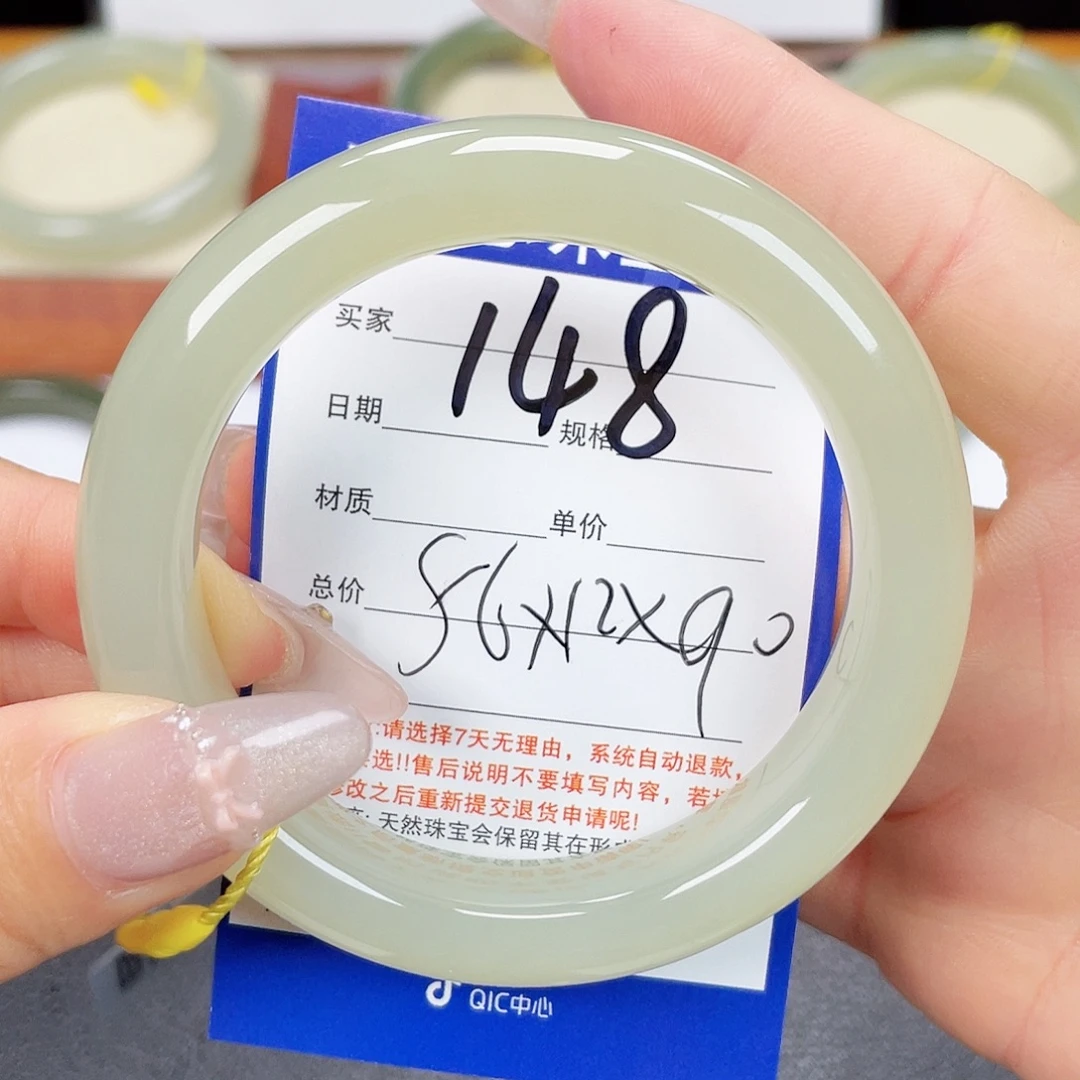 148
买家
日期 规格
材质 单价
总价 56x12x90
:请选择7天无理由，系统自动退款，
选!!售后说明不要填写内容，若
改之后重新提交退货申请呢!
天然珠宝会保留其在形
QIC中心